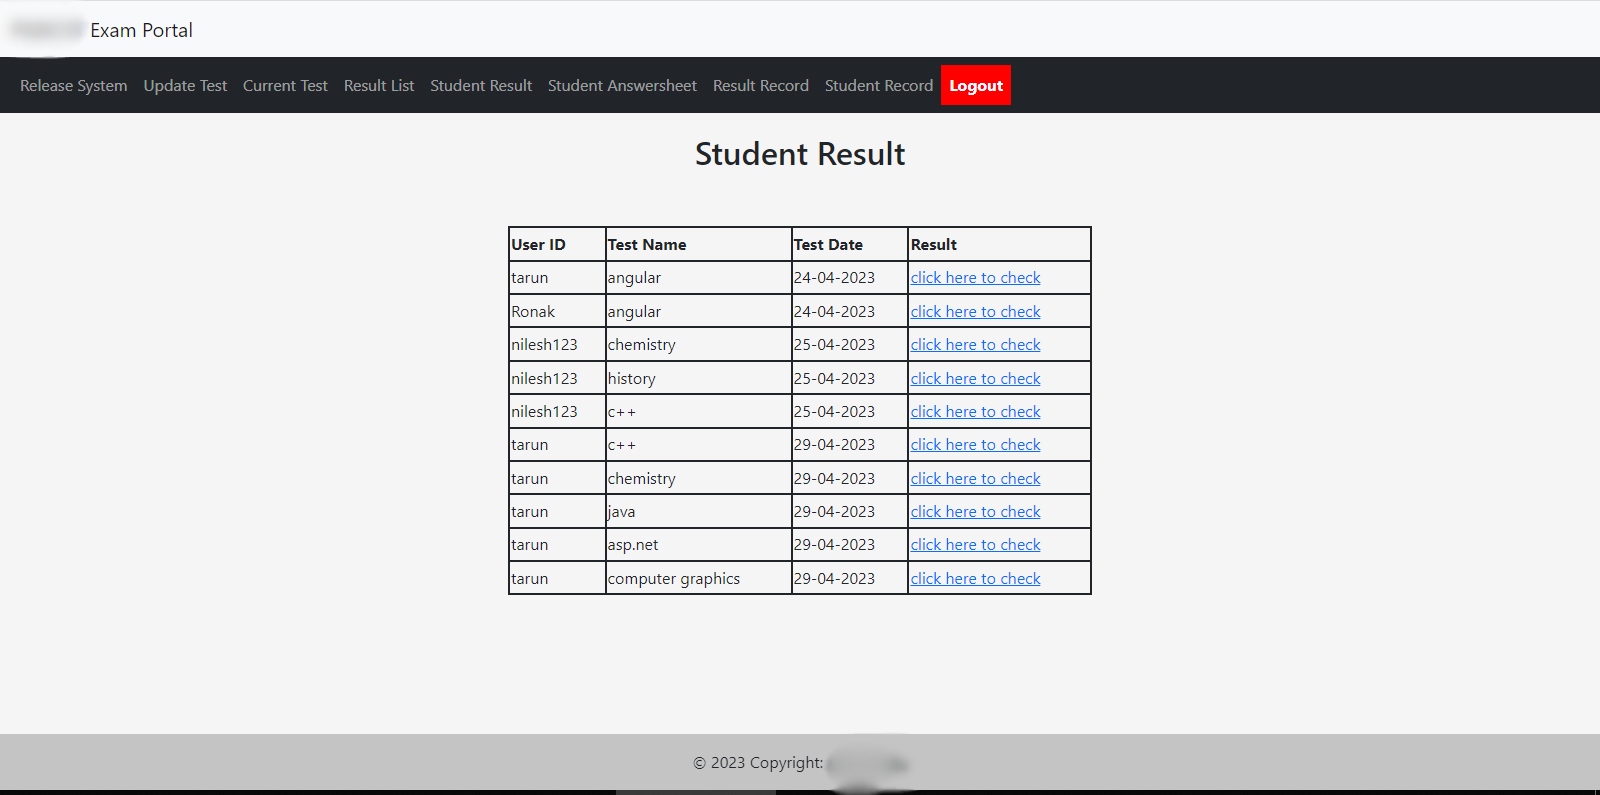 Exam Portal
Release System Update Test Current Test Result List Student Result Student Answersheet Result Record Student Record Logout
Student Result
User ID Test Name Test Date Result
tarun angular 24-04-2023 click here to check
Ronak angular 24-04-2023 click here to check
nilesh123 chemistry 25-04-2023 click here to check
nilesh123 history 25-04-2023 click here to check
nilesh123 c++ 25-04-2023 click here to check
tarun c++ 29-04-2023 click here to check
tarun chemistry 29-04-2023 click here to check
tarun java 29-04-2023 click here to check
tarun asp.net 29-04-2023 click here to check
tarun computer graphics 29-04-2023 click here to check
© 2023 Copyright: